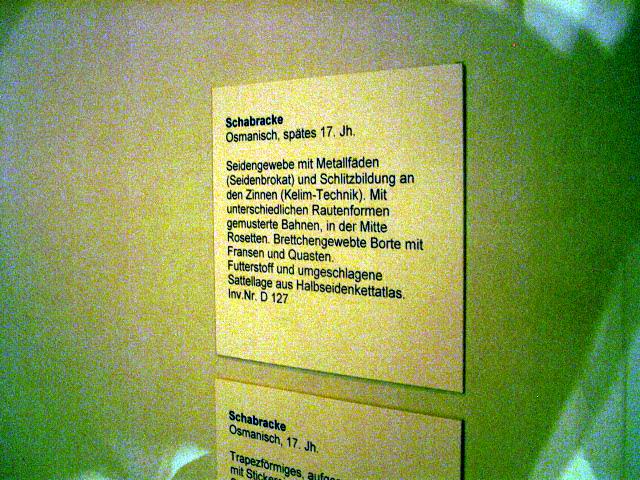 Schabracke
Osmanisch, spätes 17. Jh.
Seidengewebe mit Metallfäden
(Seidenbrokat) und Schlitzbildung an
den Zinnen (Kelim-Technik). Mit
unterschiedlichen Rautenformen
gemusterte Bahnen, in der Mitte
Rosetten. Brettchengewebte Borte mit
Fransen und Quasten.
Futterstoff und umgeschlagene
Sattellage aus Halbseidenkettatlas.
Inv.Nr. D 127
Schabracke
Osmanisch, 17. Jh.
Trapezförmiges,
mit